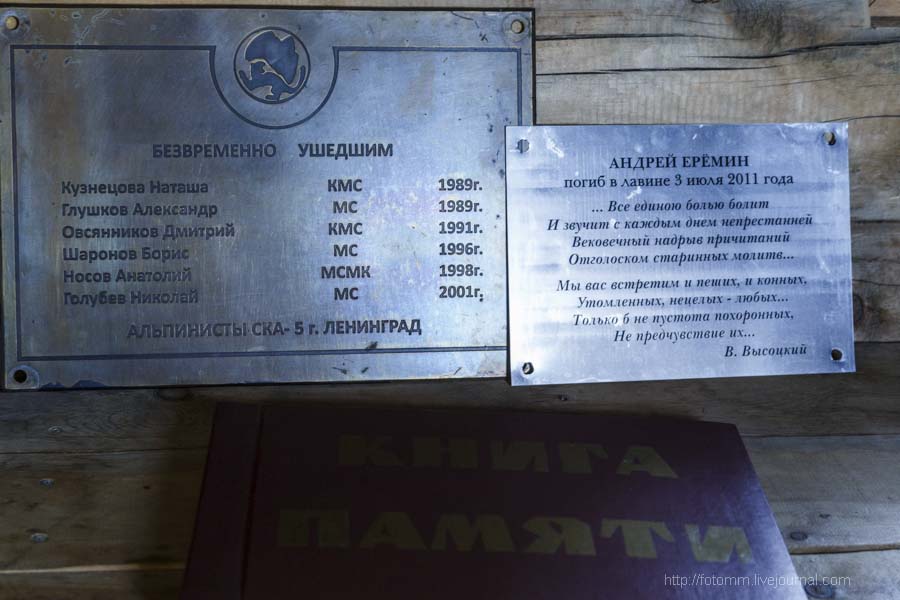 БЕЗВРЕМЕННО УШЕДШИМ
Кузнецова Наташа КМС 1989г.
Глушков Александр МС 1989г.
Овсянников Дмитрий КМС 1991г.
Шаронов Борис МС 1996г.
Носов Анатолий МСМК 1998г.
Голубев Николай МС 2001г.
АЛЬПИНИСТЫ СКА- 5 г. ЛЕНИНГРАД
АНДРЕЙ ЕРЁМИН
погиб в лавине 3 июля 2011 года
... Все единою болью болит
И звучит с каждым днем непрестанней
Вековечный надрыв причитаний
Отголоском старинных молитв...
Мы вас встретим и пеших, и конных,
Утомленных, нецелых - любых...
Только б не пустота похоронных,
Не предчувствие их...
В. Высоцкий
КНИГА
ПАМЯТИ
http://fotomm.livejournal.com